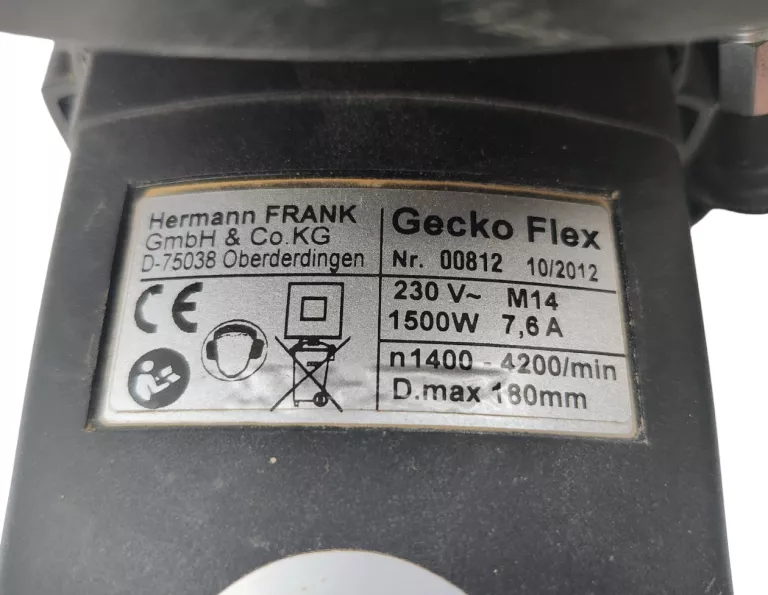 Hermann FRANK
GmbH & Co.KG
D-75038 Oberderdingen
CE
Gecko Flex
Nr. 00812 10/2012
230 V~ M14
1500W 7,6 A
n1400 - 4200/min
D.max 180mm